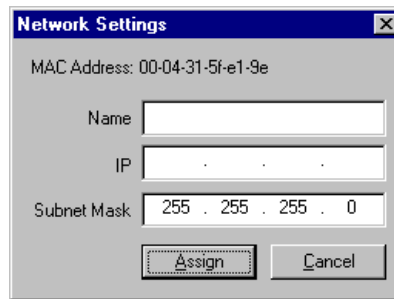 Network Settings
MAC Address: 00-04-31-5f-e1-9e
Name
IP . . .
Subnet Mask 255 . 255 . 255 . 0
Assign Cancel